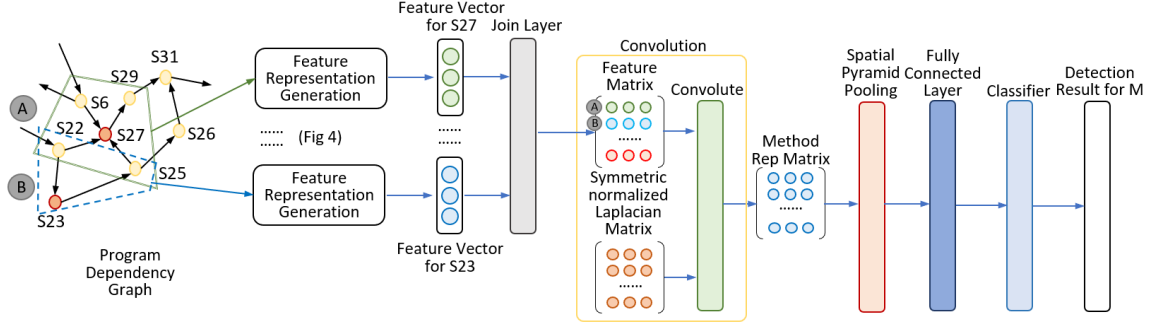 Feature Vector
for S27
Join Layer
S31
S29
S6
A
S22
S27
S26
B
S25
S23
Program
Dependency
Graph
Feature
Representation
Generation
...... (Fig 4)
......
Feature
Representation
Generation
Feature Vector
for S23
Convolution
Feature
Matrix
A
B
......
Symmetric
normalized
Laplacian
Matrix
......
Convolute
Method
Rep Matrix
......
Spatial
Pyramid
Pooling
Fully
Connected
Layer
Classifier
Detection
Result for M